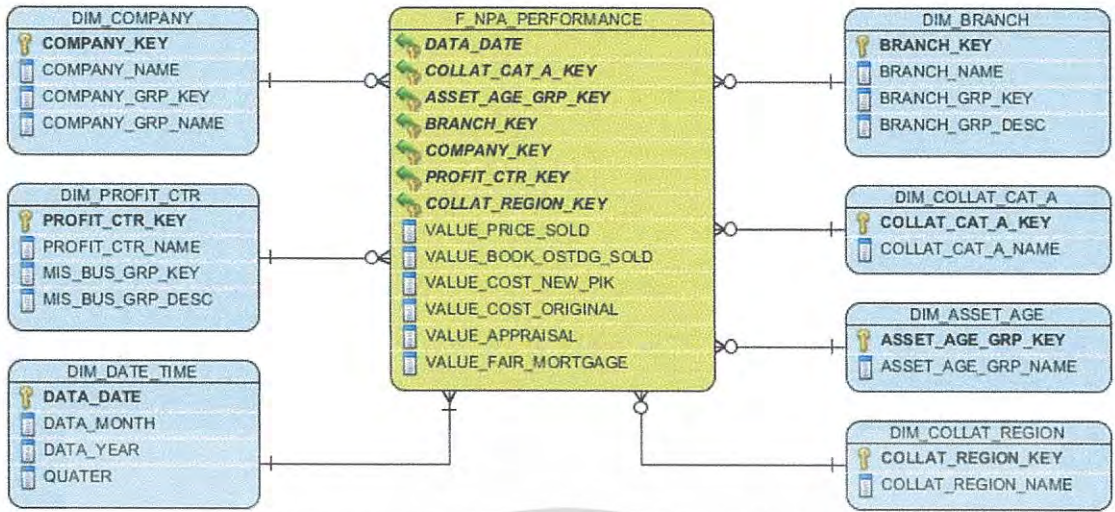 DIM_COMPANY
COMPANY_KEY
COMPANY_NAME
COMPANY_GRP_KEY
COMPANY_GRP_NAME
DIM_PROFIT_CTR
PROFIT_CTR_KEY
PROFIT_CTR_NAME
MIS_BUS_GRP_KEY
MIS_BUS_GRP_DESC
DIM_DATE_TIME
DATA_DATE
DATA_MONTH
DATA_YEAR
QUATER
F_NPA_PERFORMANCE
DATA_DATE
COLLAT_CAT_A_KEY
ASSET_AGE_GRP_KEY
BRANCH_KEY
COMPANY_KEY
PROFIT_CTR_KEY
COLLAT_REGION_KEY
VALUE_PRICE_SOLD
VALUE_BOOK_OSTDG_SOLD
VALUE_COST_NEW_PIK
VALUE_COST_ORIGINAL
VALUE_APPRAISAL
VALUE_FAIR_MORTGAGE
DIM_BRANCH
BRANCH_KEY
BRANCH_NAME
BRANCH_GRP_KEY
BRANCH_GRP_DESC
DIM_COLLAT_CAT_A
COLLAT_CAT_A_KEY
COLLAT_CAT_A_NAME
DIM_ASSET_AGE
ASSET_AGE_GRP_KEY
ASSET_AGE_GRP_NAME
DIM_COLLAT_REGION
COLLAT_REGION_KEY
COLLAT_REGION_NAME